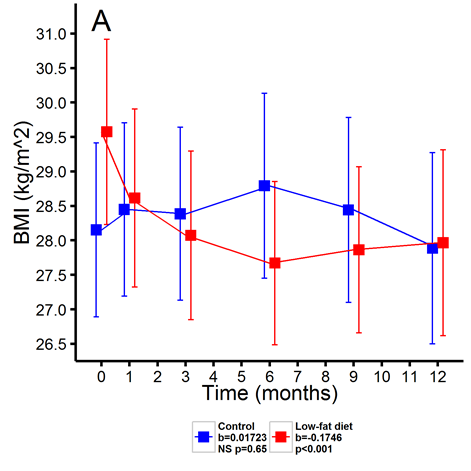 A
31.0
30.5
30.0
29.5
29.0
28.5
28.0
27.5
27.0
26.5
BMI (kg/m^2)
0 1 2 3 4 5 6 7 8 9 10 11 12
Time (months)
Control
b=0.01723
NS p=0.65
Low-fat diet
b=-0.1746
p<0.001